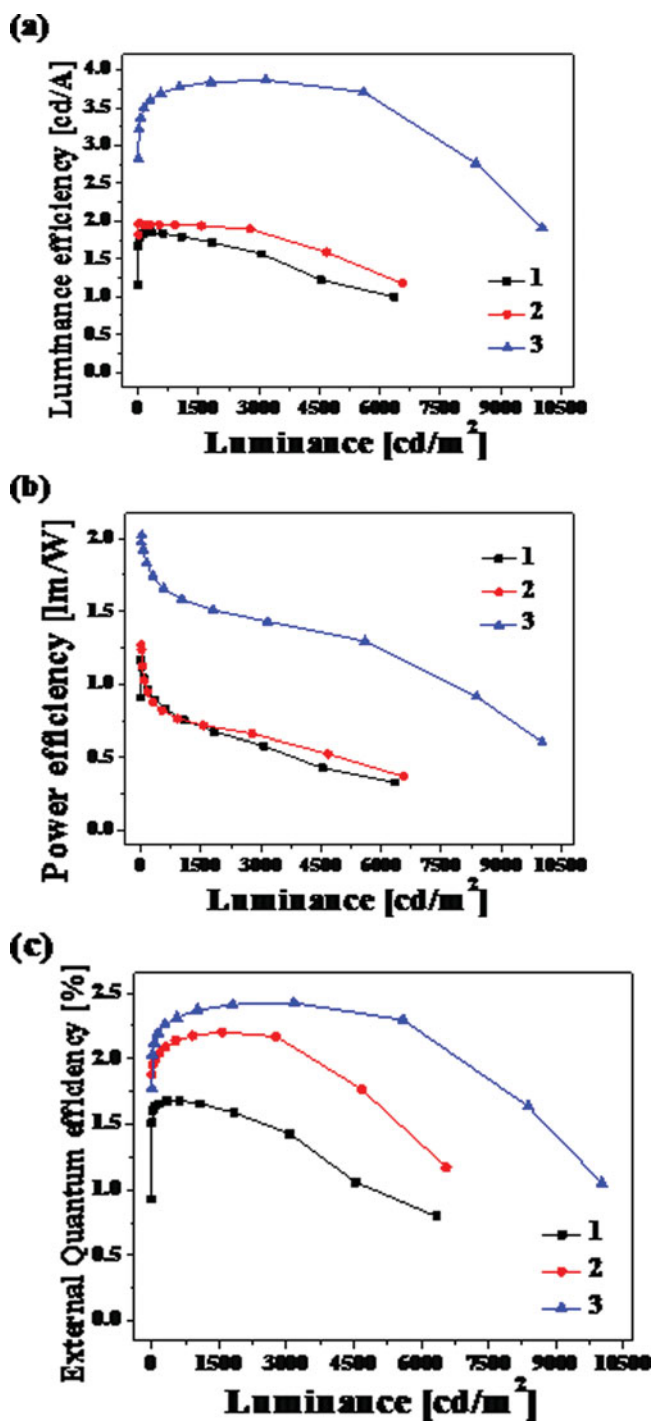 (a)
Luminance efficiency [cd/A]
4.0
3.5
3.0
2.5
2.0
1.5
1.0
0.5
0.0
1
2
3
0 1500 3000 4500 6000 7500 9000 10500
Luminance [cd/m²]
(b)
Power efficiency [lm/W]
2.0
1.5
1.0
0.5
0.0
1
2
3
0 1500 3000 4500 6000 7500 9000 10500
Luminance [cd/m²]
(c)
External Quantum efficiency [%]
2.5
2.0
1.5
1.0
0.5
0.0
1
2
3
0 1500 3000 4500 6000 7500 9000 10500
Luminance [cd/m²]